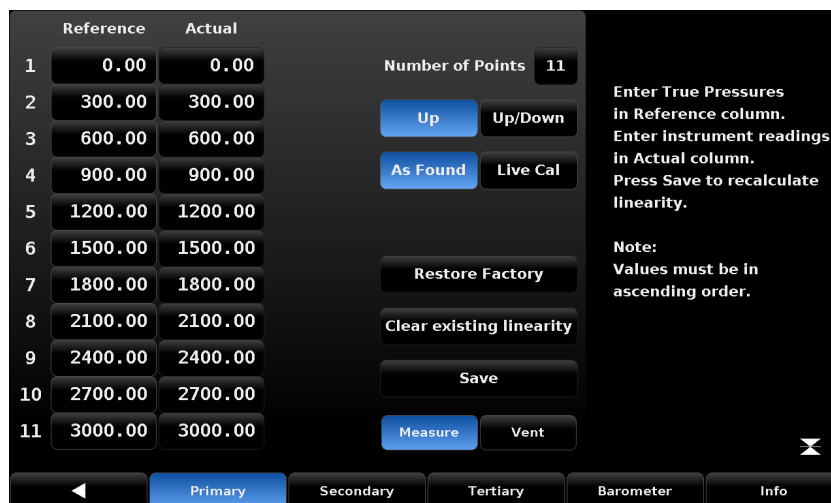 Reference Actual
1 0.00 0.00 Number of Points 11
2 300.00 300.00 Up Up/Down
3 600.00 600.00
4 900.00 900.00 As Found Live Cal
5 1200.00 1200.00
6 1500.00 1500.00
7 1800.00 1800.00 Restore Factory
8 2100.00 2100.00 Clear existing linearity
9 2400.00 2400.00
10 2700.00 2700.00 Save
11 3000.00 3000.00 Measure Vent
Enter True Pressures
in Reference column.
Enter instrument readings
in Actual column.
Press Save to recalculate
linearity.
Note:
Values must be in
ascending order.
Primary Secondary Tertiary Barometer Info